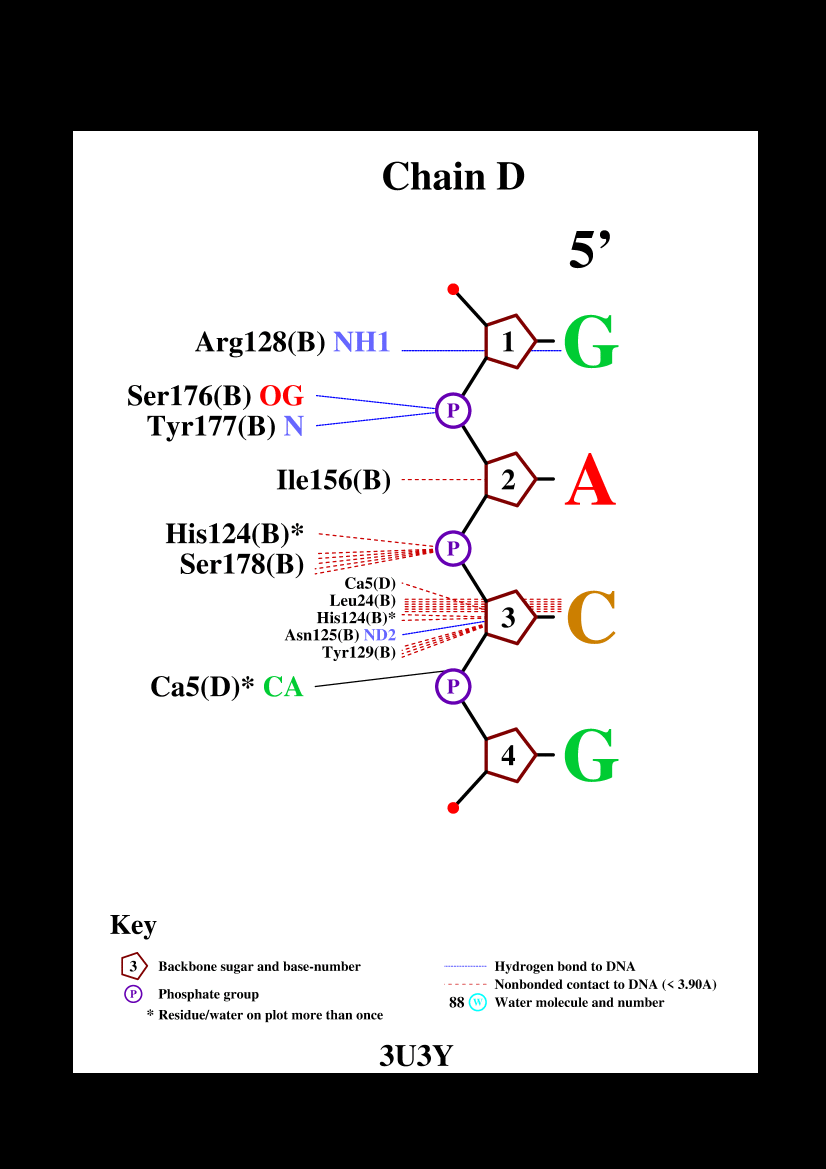 Chain D
5’
Arg128(B) NH1
1
G
Ser176(B) OG
P
Tyr177(B) N
Ile156(B)
2
A
His124(B)*
P
Ser178(B)
Ca5(D)
Leu24(B)
His124(B)*
3
C
Asn125(B) ND2
Tyr129(B)
Ca5(D)* CA
P
4
G
Key
3 Backbone sugar and base-number
P Phosphate group
* Residue/water on plot more than once
Hydrogen bond to DNA
Nonbonded contact to DNA (< 3.90A)
88 W Water molecule and number
3U3Y